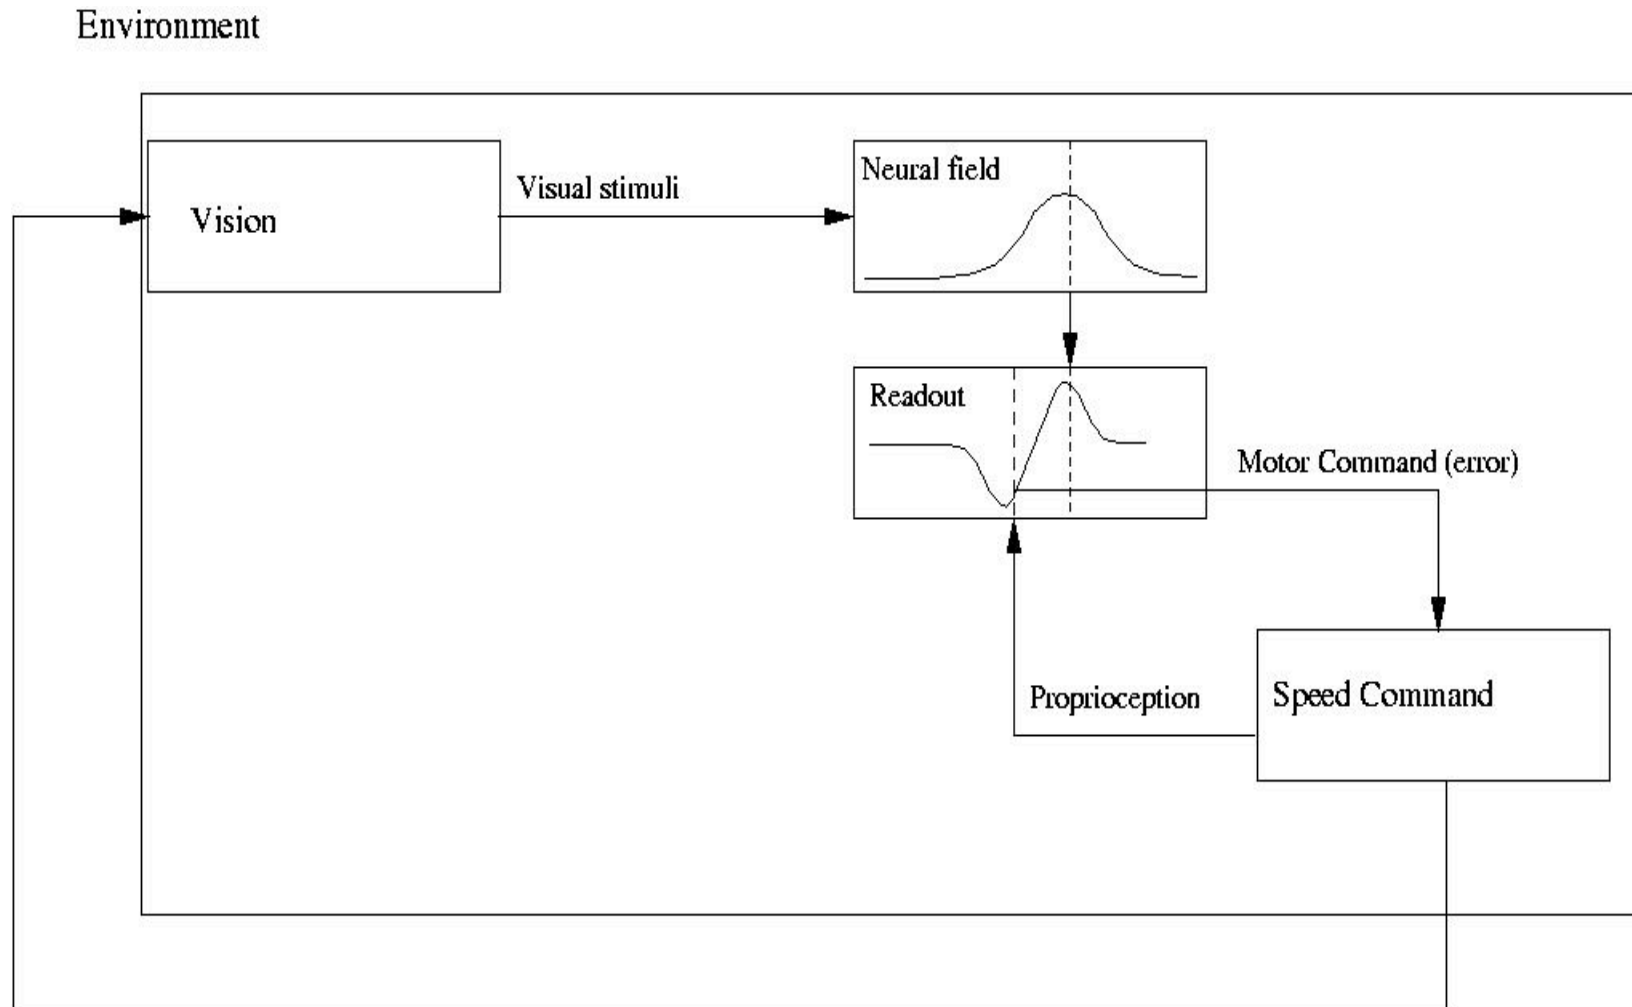 Environment
Vision
Visual stimuli
Neural field
Readout
Motor Command (error)
Proprioception
Speed Command